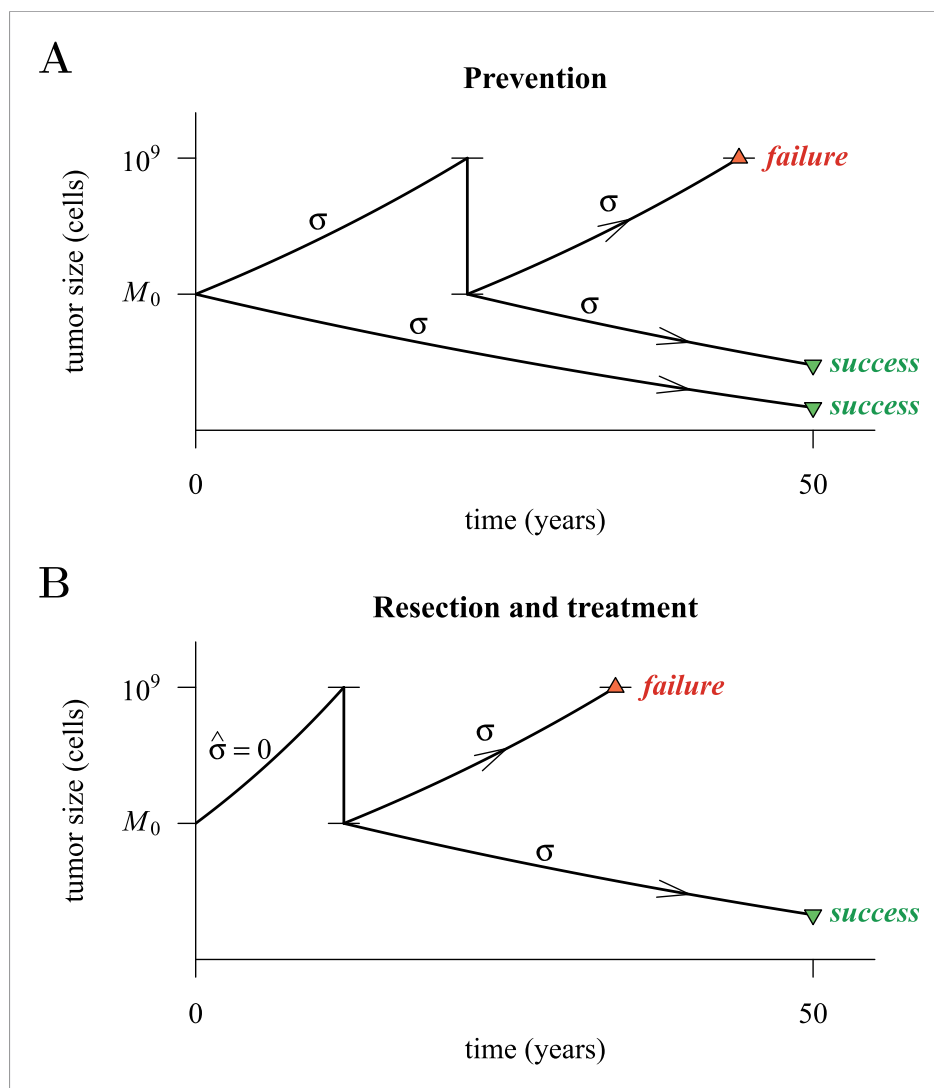 A
Prevention
10⁹
failure
σ
σ
tumor size (cells)
M₀
σ
σ
success
success
0
50
time (years)
B
Resection and treatment
10⁹
failure
σ
σ̂ = 0
tumor size (cells)
M₀
σ
success
0
50
time (years)